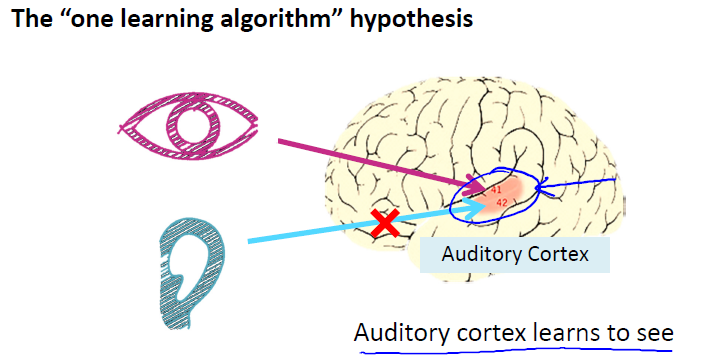 The “one learning algorithm” hypothesis
41
42
Auditory Cortex
Auditory cortex learns to see